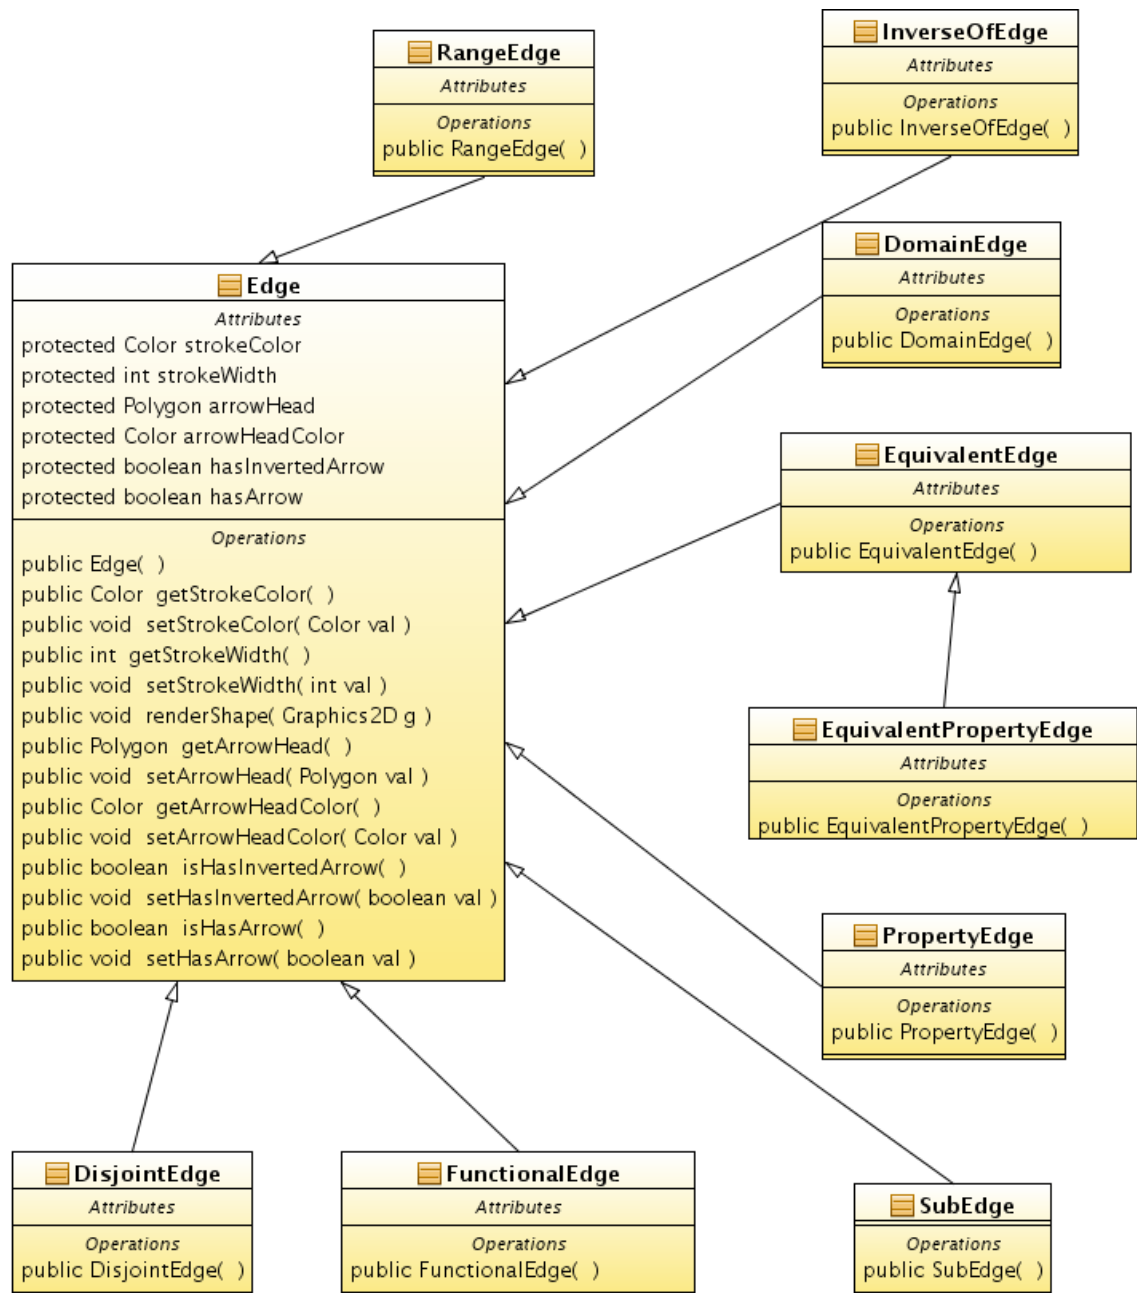 RangeEdge
Attributes
Operations
public RangeEdge(  )
InverseOfEdge
Attributes
Operations
public InverseOfEdge(  )
DomainEdge
Attributes
Operations
public DomainEdge(  )
Edge
Attributes
protected Color strokeColor
protected int strokeWidth
protected Polygon arrowHead
protected Color arrowHeadColor
protected boolean hasInvertedArrow
protected boolean hasArrow
Operations
public Edge(  )
public Color  getStrokeColor(  )
public void  setStrokeColor( Color val )
public int  getStrokeWidth(  )
public void  setStrokeWidth( int val )
public void  renderShape( Graphics2D g )
public Polygon  getArrowHead(  )
public void  setArrowHead( Polygon val )
public Color  getArrowHeadColor(  )
public void  setArrowHeadColor( Color val )
public boolean  isHasInvertedArrow(  )
public void  setHasInvertedArrow( boolean val )
public boolean  isHasArrow(  )
public void  setHasArrow( boolean val )
EquivalentEdge
Attributes
Operations
public EquivalentEdge(  )
EquivalentPropertyEdge
Attributes
Operations
public EquivalentPropertyEdge(  )
PropertyEdge
Attributes
Operations
public PropertyEdge(  )
DisjointEdge
Attributes
Operations
public DisjointEdge(  )
FunctionalEdge
Attributes
Operations
public FunctionalEdge(  )
SubEdge
Operations
public SubEdge(  )